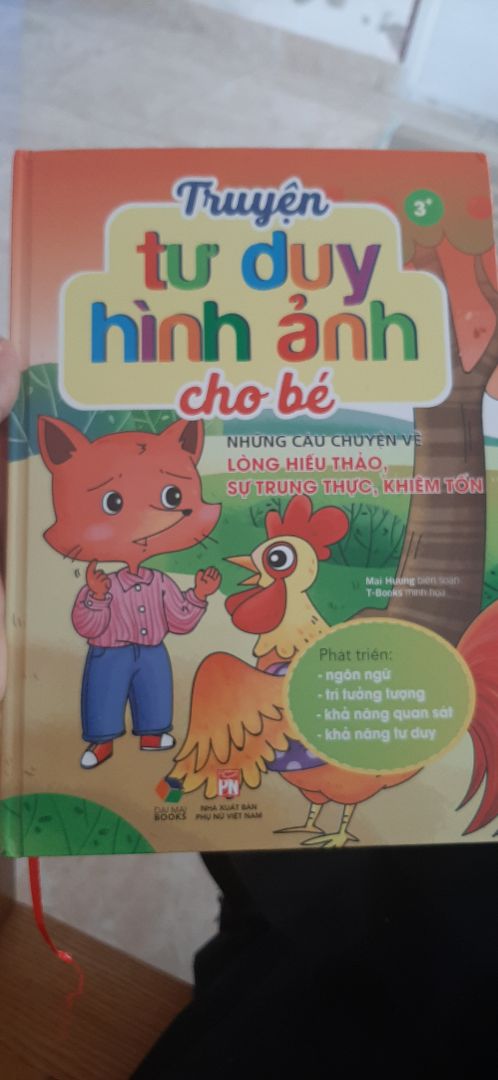 Truyện
3+
tư duy
hình ảnh
cho bé
NHỮNG CÂU CHUYỆN VỀ
LÒNG HIẾU THẢO,
SỰ TRUNG THỰC, KHIÊM TỐN
Mai Hương biên soạn
T-Books minh họa
Phát triển:
- ngôn ngữ
- trí tưởng tượng
- khả năng quan sát
- khả năng tư duy
PN
ĐẠI MAI
BOOKS
NHÀ XUẤT BẢN
PHỤ NỮ VIỆT NAM